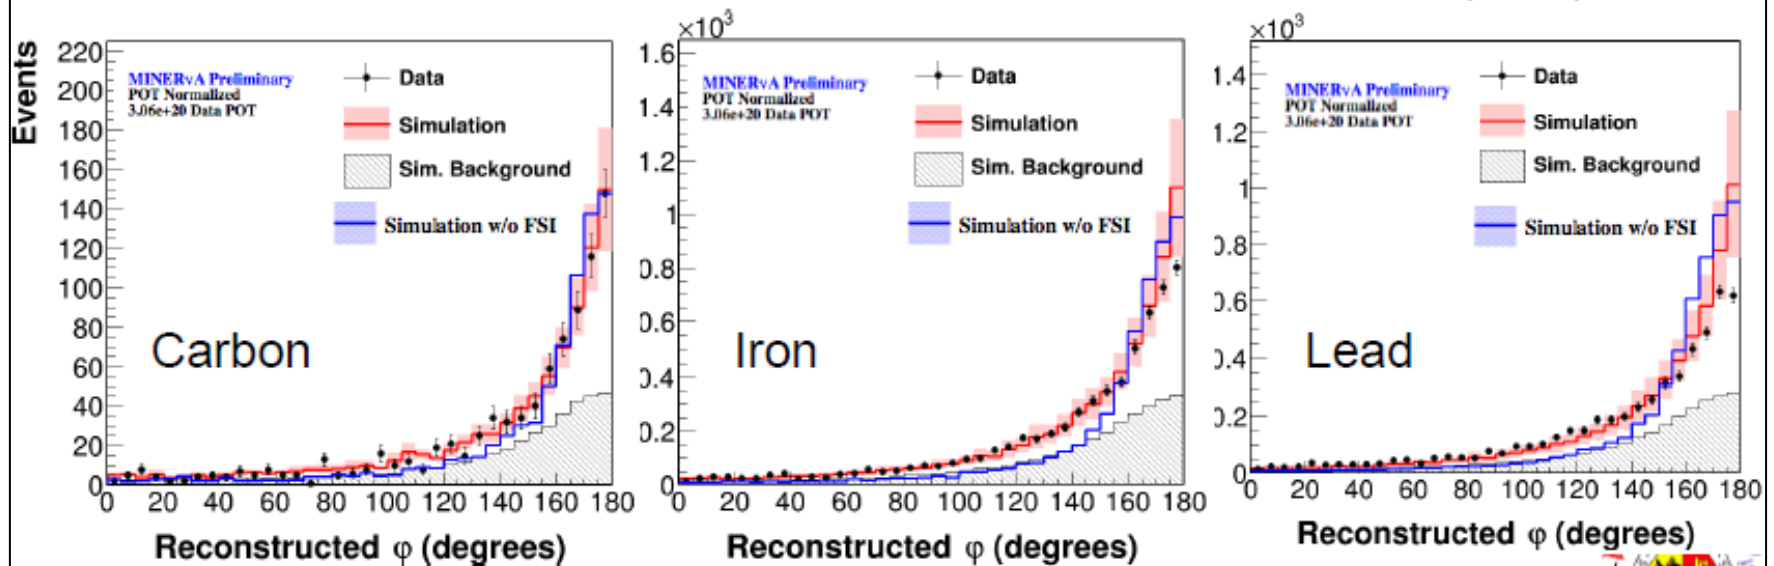 Events
220
200
180
160
140
120
100
80
60
40
20
0
MINERvA Preliminary
POT Normalized
3.06e+20 Data POT
Data
Simulation
Sim. Background
Simulation w/o FSI
Carbon
0 20 40 60 80 100 120 140 160 180
Reconstructed φ (degrees)
×10³
1.6
1.4
1.2
1
0.8
0.6
0.4
0.2
0
MINERvA Preliminary
POT Normalized
3.06e+20 Data POT
Data
Simulation
Sim. Background
Simulation w/o FSI
Iron
0 20 40 60 80 100 120 140 160 180
Reconstructed φ (degrees)
×10³
1.4
1.2
1
0.8
0.6
0.4
0.2
0
MINERvA Preliminary
POT Normalized
3.06e+20 Data POT
Data
Simulation
Sim. Background
Simulation w/o FSI
Lead
0 20 40 60 80 100 120 140 160 180
Reconstructed φ (degrees)